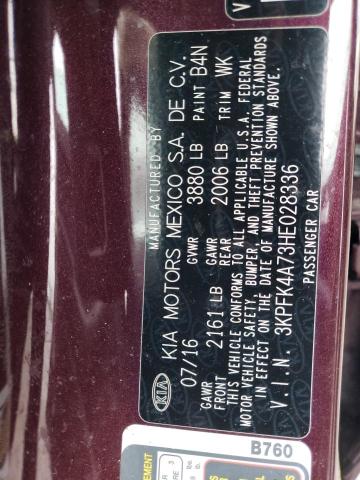 MANUFACTURED BY
KIA KIA MOTORS MEXICO S.A. DE C.V.
07/16 GVWR 3880 LB PAINT B4N
GAWR FRONT 2161 LB GAWR REAR 2006 LB TRIM WK
THIS VEHICLE CONFORMS TO ALL APPLICABLE U.S.A. FEDERAL
MOTOR VEHICLE SAFETY, BUMPER, AND THEFT PREVENTION STANDARDS
IN EFFECT ON THE DATE OF MANUFACTURE SHOWN ABOVE.
V.I.N. 3KPFK4A73HE028336
PASSENGER CAR
B760
V